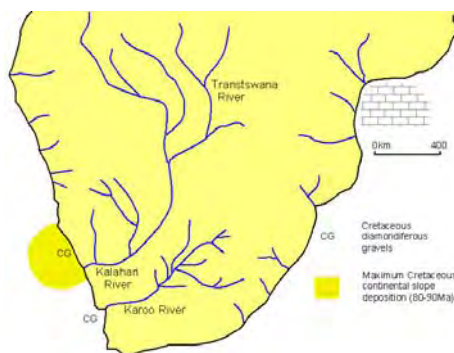 Transtswana
River
0km
400
CG
Cretaceous
diamondiferous
gravels
CG
Kalahari
River
Karoo River
CG
Maximum Cretaceous
continental slope
deposition (80-90Ma)